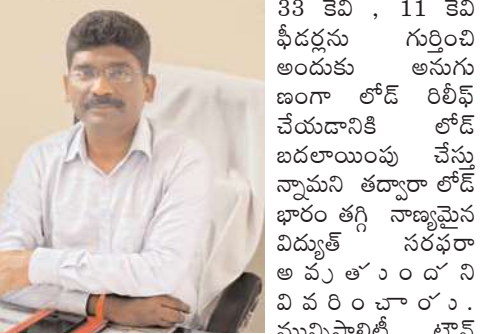 33 కెవి , 11 కెవి
ఫీడర్లను గుర్తించి
అందుకు అనుగు
ణంగా లోడ్ రిలీఫ్
చేయడానికి లోడ్
బదలాయింపు చేస్తు
న్నామని తద్వారా లోడ్
భారం తగ్గి నాణ్యమైన
విద్యుత్ సరఫరా
అవుతుందని
వివరించారు.
మున్సిపాలిటీ టౌన్